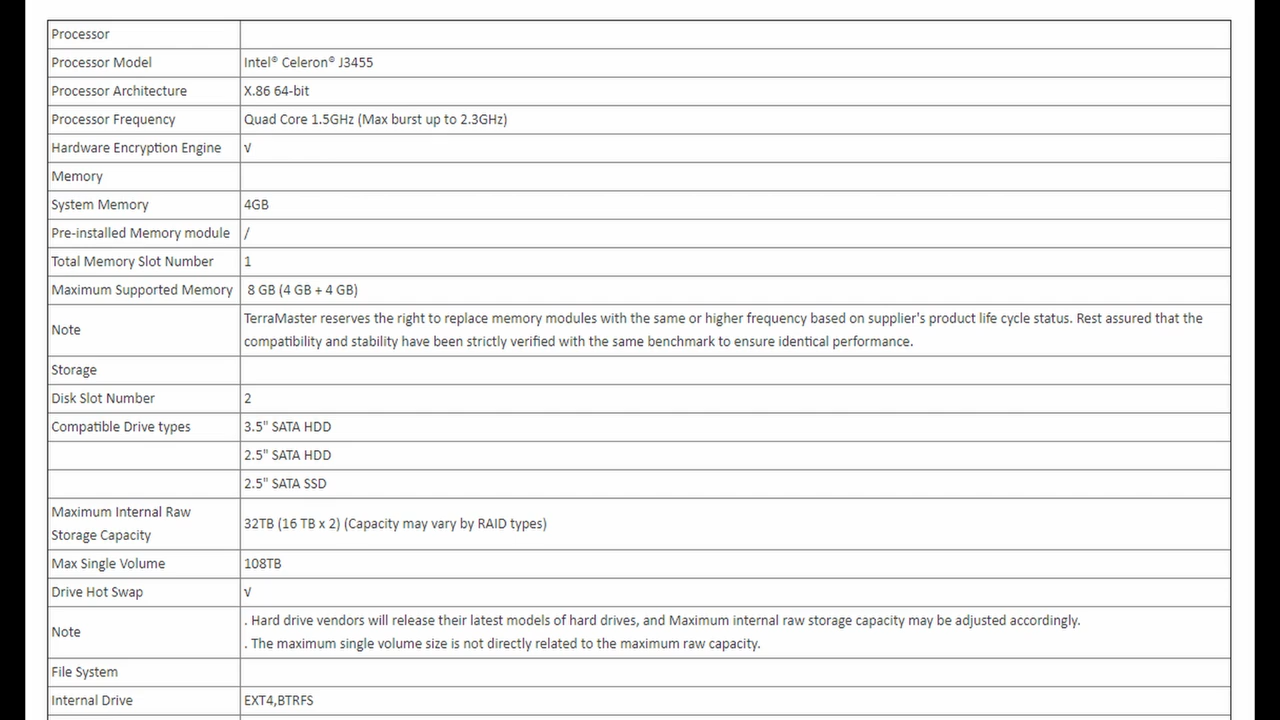 Processor
Processor Model Intel® Celeron® J3455
Processor Architecture X.86 64-bit
Processor Frequency Quad Core 1.5GHz (Max burst up to 2.3GHz)
Hardware Encryption Engine √
Memory
System Memory 4GB
Pre-installed Memory module /
Total Memory Slot Number 1
Maximum Supported Memory 8 GB (4 GB + 4 GB)
Note TerraMaster reserves the right to replace memory modules with the same or higher frequency based on supplier's product life cycle status. Rest assured that the
compatibility and stability have been strictly verified with the same benchmark to ensure identical performance.
Storage
Disk Slot Number 2
Compatible Drive types 3.5" SATA HDD
2.5" SATA HDD
2.5" SATA SSD
Maximum Internal Raw
Storage Capacity 32TB (16 TB x 2) (Capacity may vary by RAID types)
Max Single Volume 108TB
Drive Hot Swap √
Note . Hard drive vendors will release their latest models of hard drives, and Maximum internal raw storage capacity may be adjusted accordingly.
. The maximum single volume size is not directly related to the maximum raw capacity.
File System
Internal Drive EXT4,BTRFS